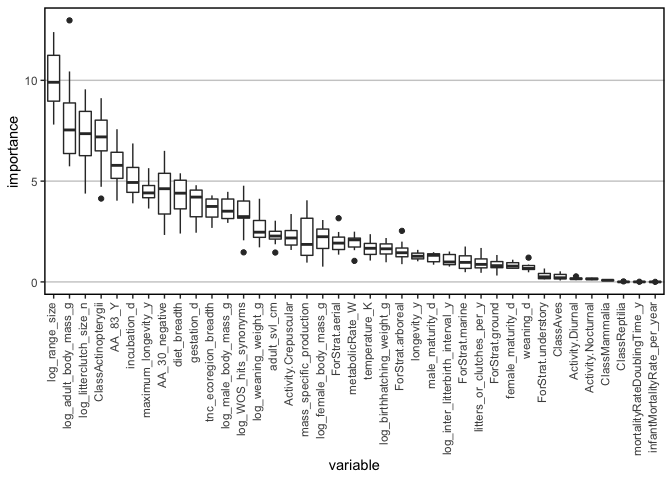 importance
10
5
0
log_range_size
log_adult_body_mass_g
log_litterclutch_size_n
ClassActinopterygii
AA_83_Y
incubation_d
maximum_longevity_y
AA_30_negative
diet_breadth
gestation_d
tnc_ecoregion_breadth
log_male_body_mass_g
log_WOS_hits_synonyms
log_weaning_weight_g
adult_svl_cm
Activity.Crepuscular
mass_specific_production
log_female_body_mass_g
ForStrat.aerial
metabolicRate_W
temperature_K
log_birthhatching_weight_g
ForStrat.arboreal
longevity_y
male_maturity_d
log_inter_litterbirth_interval_y
ForStrat.marine
litters_or_clutches_per_y
ForStrat.ground
female_maturity_d
weaning_d
ForStrat.understory
ClassAves
Activity.Diurnal
Activity.Nocturnal
ClassMammalia
ClassReptilia
mortalityRateDoublingTime_y
infantMortalityRate_per_year
variable